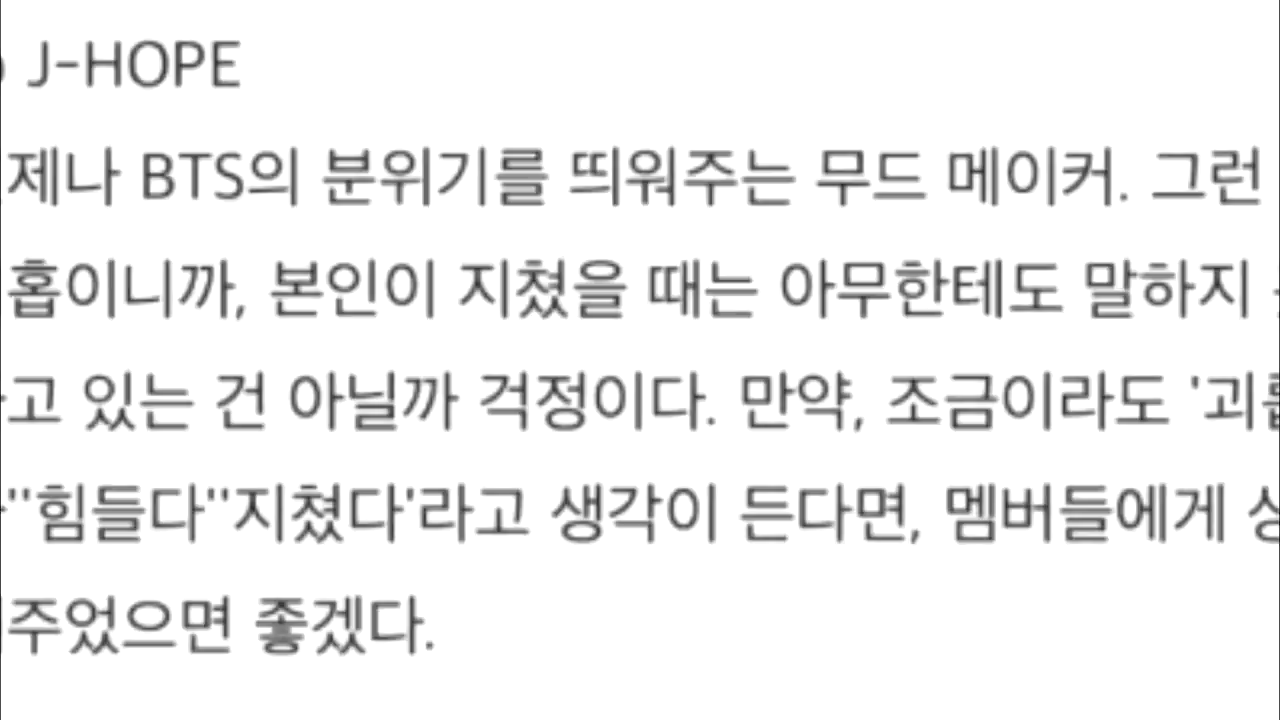 J-HOPE
제나 BTS의 분위기를 띄워주는 무드 메이커. 그런
홉이니까, 본인이 지쳤을 때는 아무한테도 말하지
고 있는 건 아닐까 걱정이다. 만약, 조금이라도 '괴롭
''힘들다''지쳤다'라고 생각이 든다면, 멤버들에게
주었으면 좋겠다.